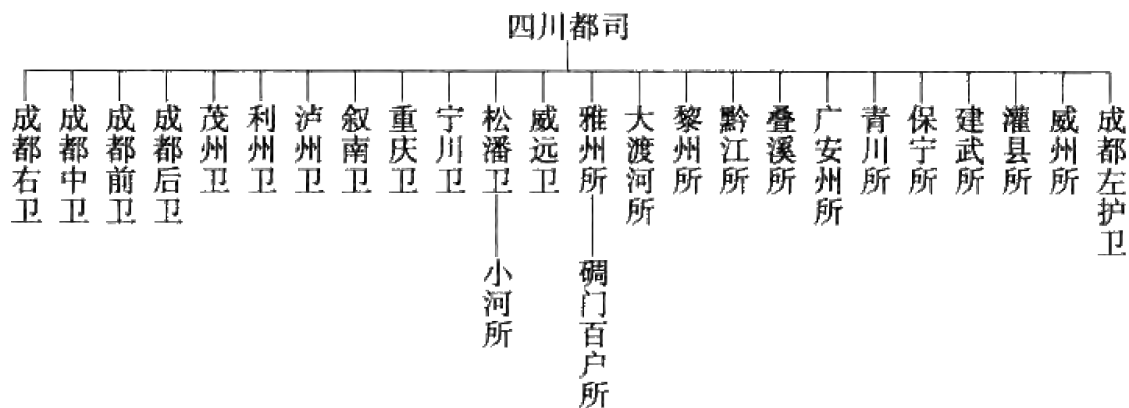 四川都司
成都右卫
成都中卫
成都前卫
成都后卫
茂州卫
利州卫
泸州卫
叙南卫
重庆卫
宁川卫
松潘卫
威远卫
雅州所
大渡河所
黎州所
黔江所
叠溪所
广安州所
青川所
保宁所
建武所
灌县所
威州所
成都左护卫
小河所
碉门百户所